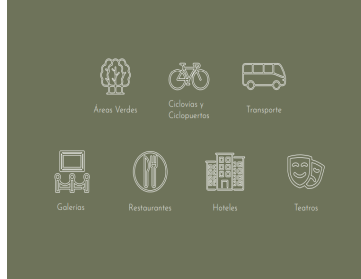 Áreas Verdes
Ciclovías y
Ciclopuertos
Transporte
Galerías
Restaurantes
Hoteles
Teatros